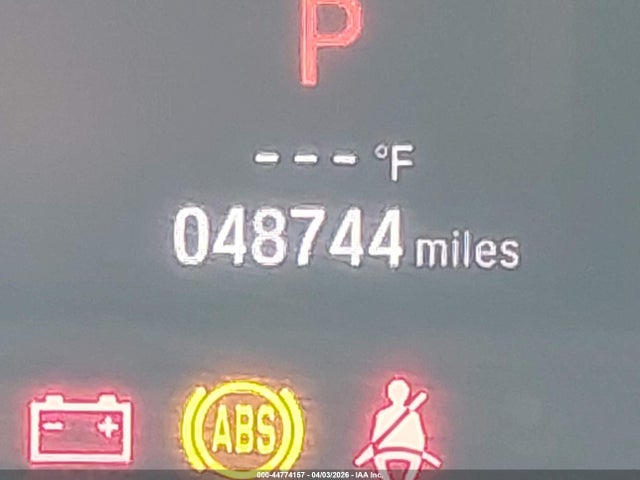 P
--- °F
048744 miles
- +
ABS
000-44774157 - 04/03/2026 - IAA Inc.